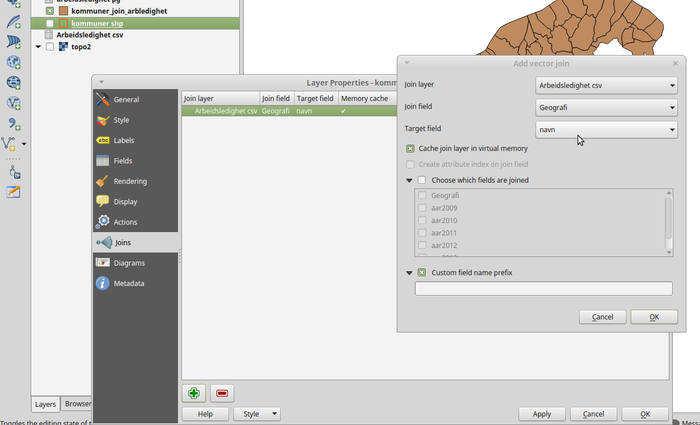 Arbeidsledighet pg
kommuner_join_arbledighet
kommuner shp
Arbeidsledighet csv
topo2
Layer Properties - komm
General
Style
abc Labels
Fields
Rendering
Display
Actions
Joins
Diagrams
Metadata
Join layer Join field Target field Memory cache
Arbeidsledighet csv Geografi navn ✔
Add vector join
Join layer Arbeidsledighet csv
Join field Geografi
Target field navn
Cache join layer in virtual memory
Create attribute index on join field
Choose which fields are joined
Geografi
aar2009
aar2010
aar2011
aar2012
Custom field name prefix
Cancel OK
Layers Browser
Help Style Apply Cancel OK
Toggles the editing state of
Mess